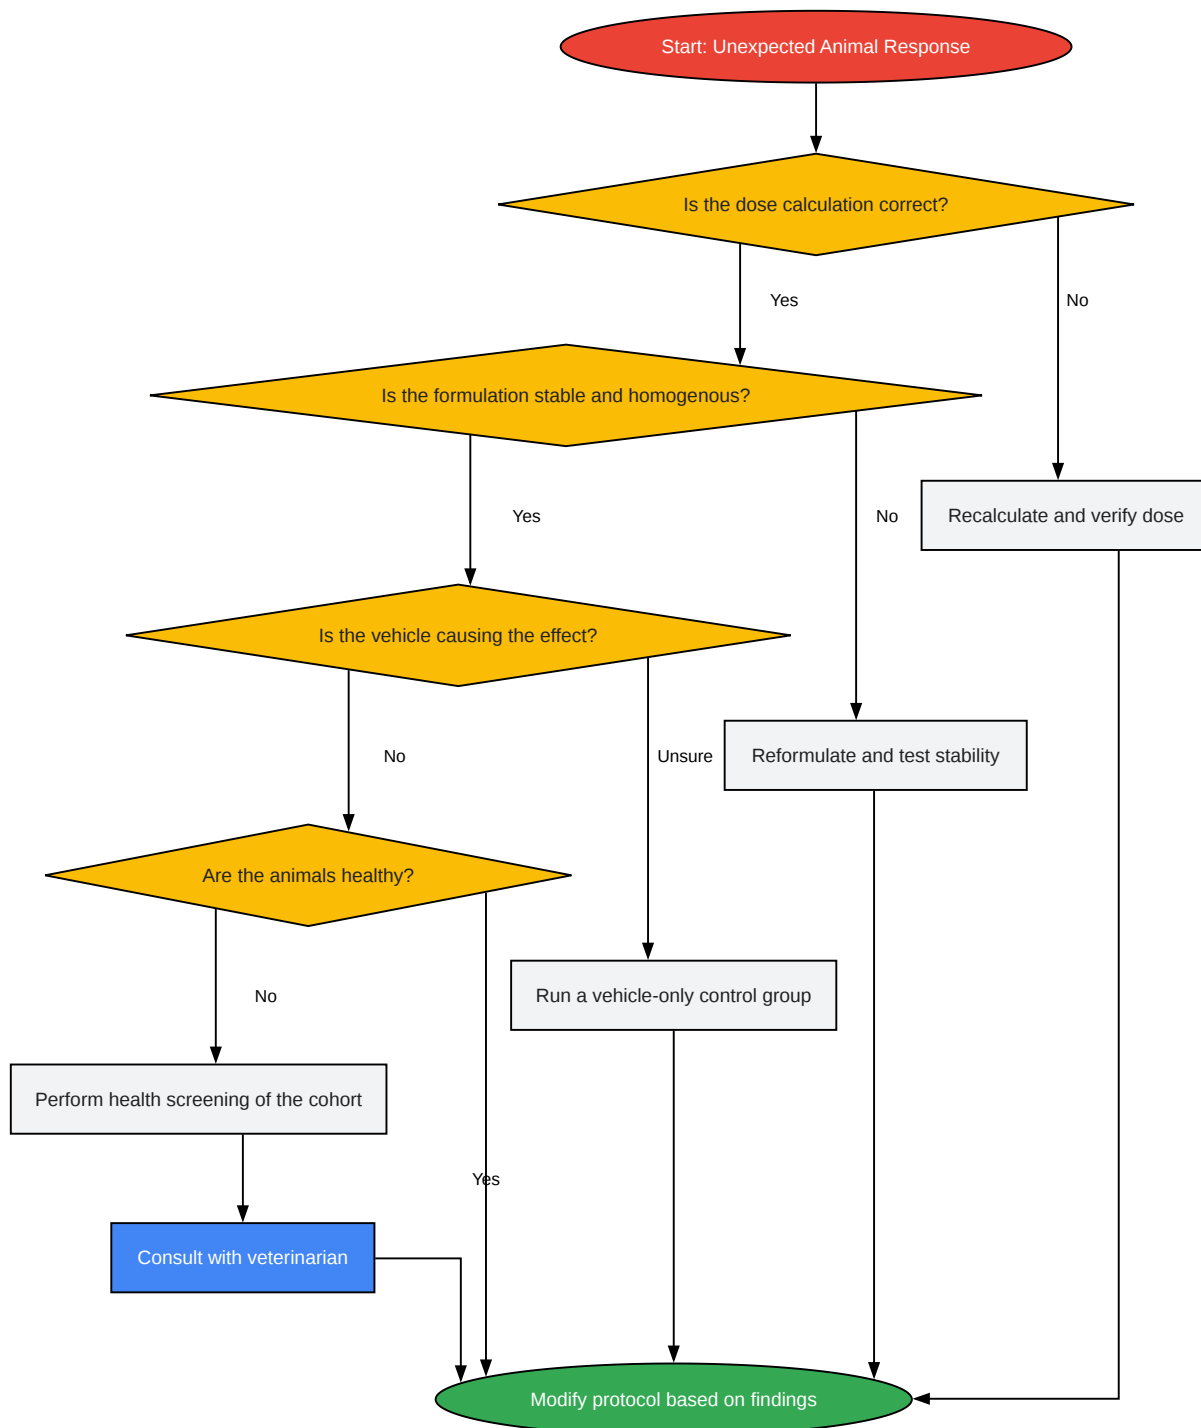 Start: Unexpected Animal Response
Is the dose calculation correct?
Yes
No
Is the formulation stable and homogenous?
Yes
No
Recalculate and verify dose
Is the vehicle causing the effect?
No
Unsure
Reformulate and test stability
Are the animals healthy?
No
Run a vehicle-only control group
Perform health screening of the cohort
Yes
Consult with veterinarian
Modify protocol based on findings